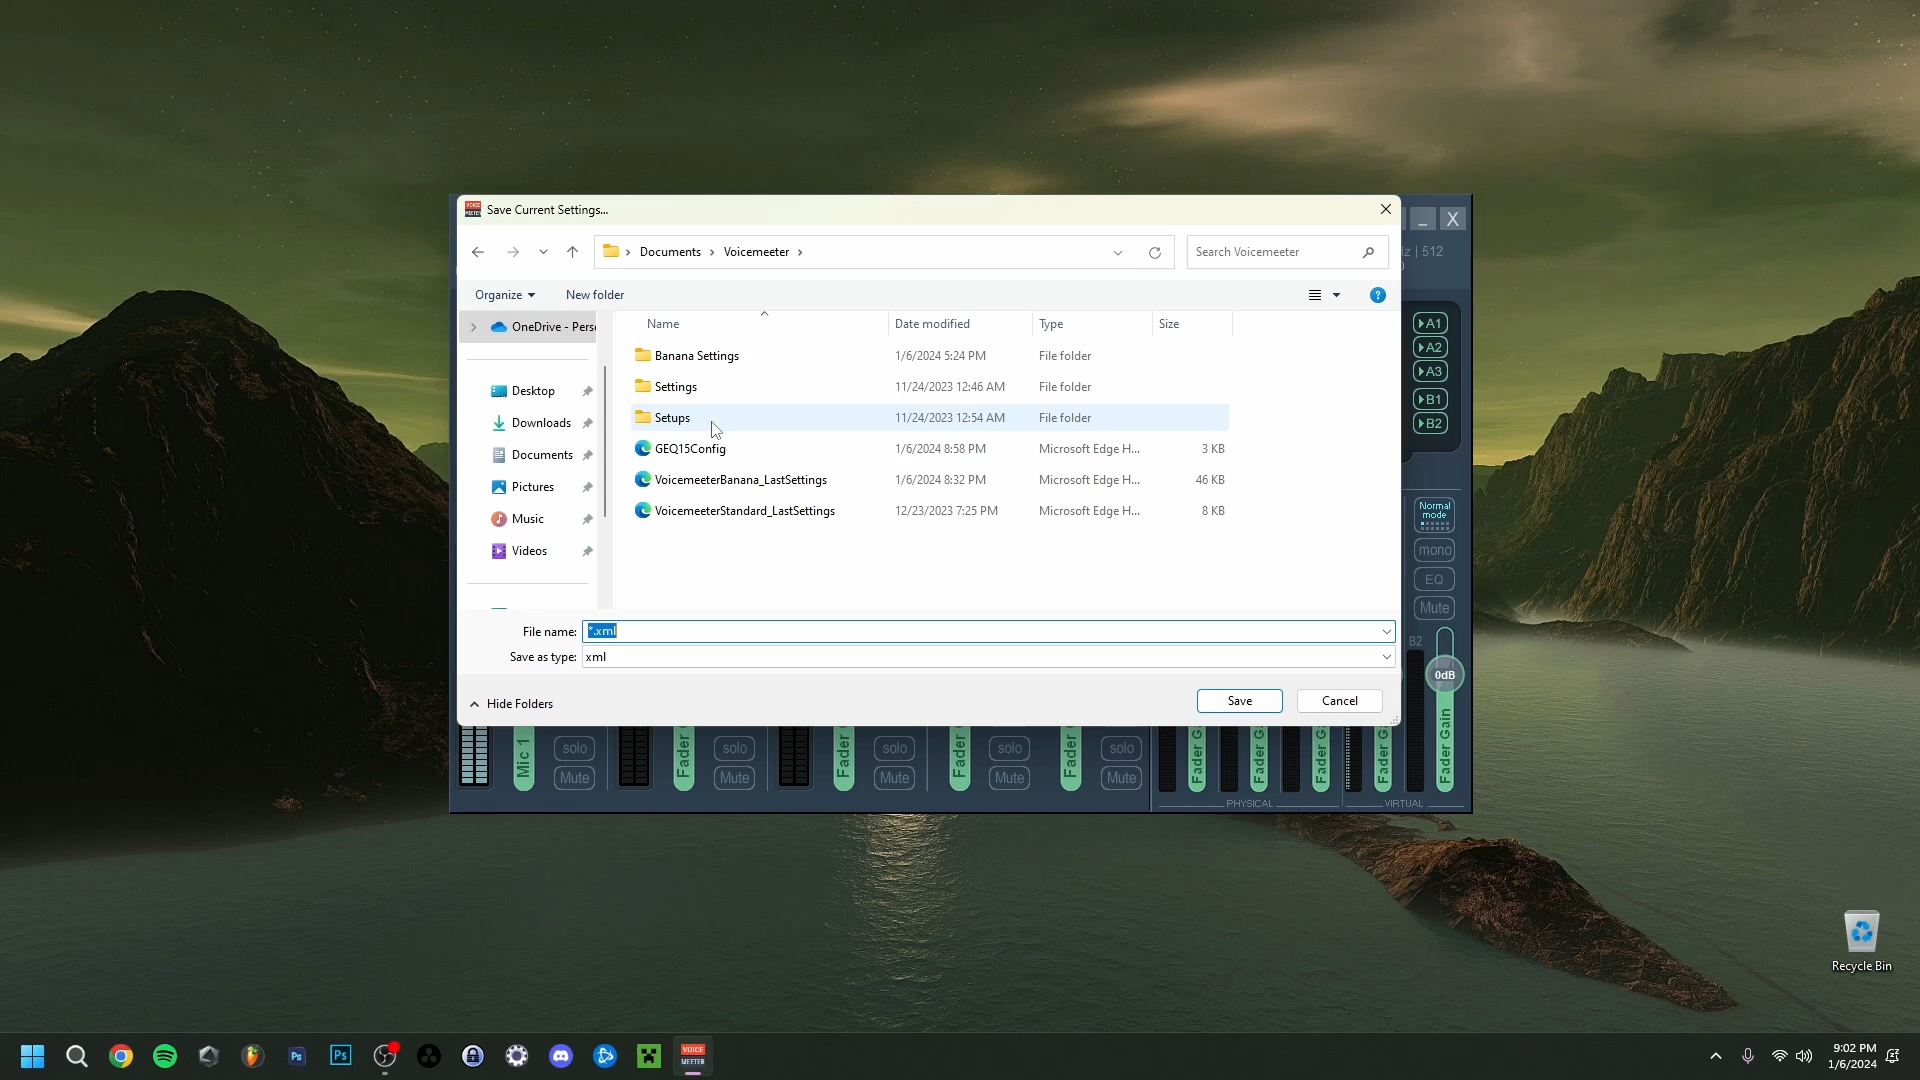 Save Current Settings...
Documents
Voicemeeter
Search Voicemeeter
Organize
New folder
OneDrive - Pers
Desktop
Downloads
Documents
Pictures
Music
Videos
Name Date modified Type Size
Banana Settings 1/6/2024 5:24 PM File folder
Settings 11/24/2023 12:46 AM File folder
Setups 11/24/2023 12:54 AM File folder
GEQ15Config 1/6/2024 8:58 PM Microsoft Edge H... 3 KB
VoicemeeterBanana_LastSettings 1/6/2024 8:32 PM Microsoft Edge H... 46 KB
VoicemeeterStandard_LastSettings 12/23/2023 7:25 PM Microsoft Edge H... 8 KB
File name: *.xml
Save as type: xml
Hide Folders
Save
Cancel
X
z | 512
A1
A2
A3
B1
B2
Normal
mode
mono
EQ
Mute
B2
0dB
Mic 1
solo
Mute
Fader
solo
Mute
Fader
solo
Mute
Fader
solo
Mute
Fader
solo
Mute
Fader G
Fader G
Fader G
Fader G
Fader Gain
PHYSICAL
VIRTUAL
Recycle Bin
Ps
Ps
VOICE
MEETER
9:02 PM
1/6/2024